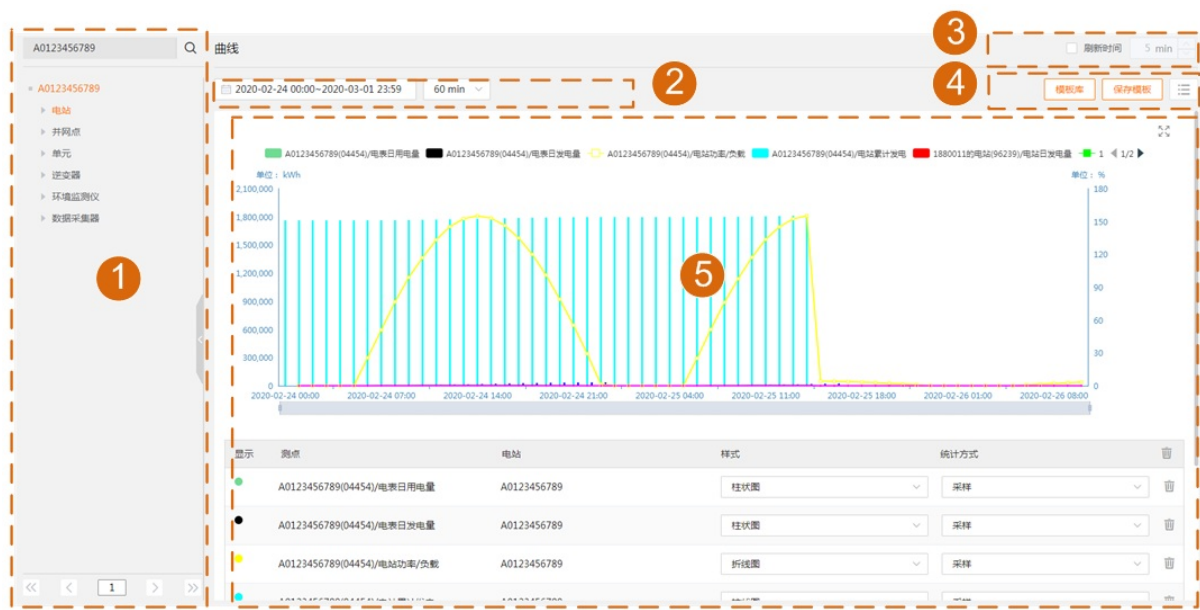 A0123456789
A0123456789
电站
并网点
单元
逆变器
环境监测仪
数据采集器
1
1
曲线
3
刷新时间 5 min
2020-02-24 00:00~2020-03-01 23:59 60 min
2
4
模板库 保存模板
A0123456789(04454)/电表日用电量 A0123456789(04454)/电表日发电量 A0123456789(04454)/电站功率/负载 A0123456789(04454)/电站累计发电 1880011的电站(96239)/电站日发电量 1 1/2
单位：kWh 单位：%
2,100,000 180
1,800,000
150
1,500,000
120
1,200,000
5
90
900,000
60
600,000
30
300,000
0 0
2020-02-24 00:00 2020-02-24 07:00 2020-02-24 14:00 2020-02-24 21:00 2020-02-25 04:00 2020-02-25 11:00 2020-02-25 18:00 2020-02-26 01:00 2020-02-26 08:00
显示 测点 电站 样式 统计方式
A0123456789(04454)/电表日用电量 A0123456789 柱状图 采样
A0123456789(04454)/电表日发电量 A0123456789 柱状图 采样
A0123456789(04454)/电站功率/负载 A0123456789 折线图 采样